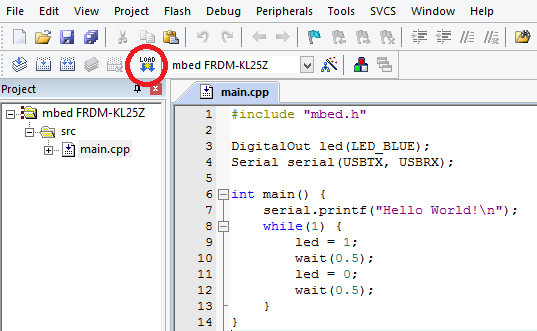 File Edit View Project Flash Debug Peripherals Tools SVCS Window Help
LOAD
mbed FRDM-KL25Z
Project
mbed FRDM-KL25Z
src
main.cpp
main.cpp
1 #include "mbed.h"
2
3 DigitalOut led(LED_BLUE);
4 Serial serial(USBTX, USBRX);
5
6 int main() {
7 serial.printf("Hello World!\n");
8 while(1) {
9 led = 1;
10 wait(0.5);
11 led = 0;
12 wait(0.5);
13 }
14 }